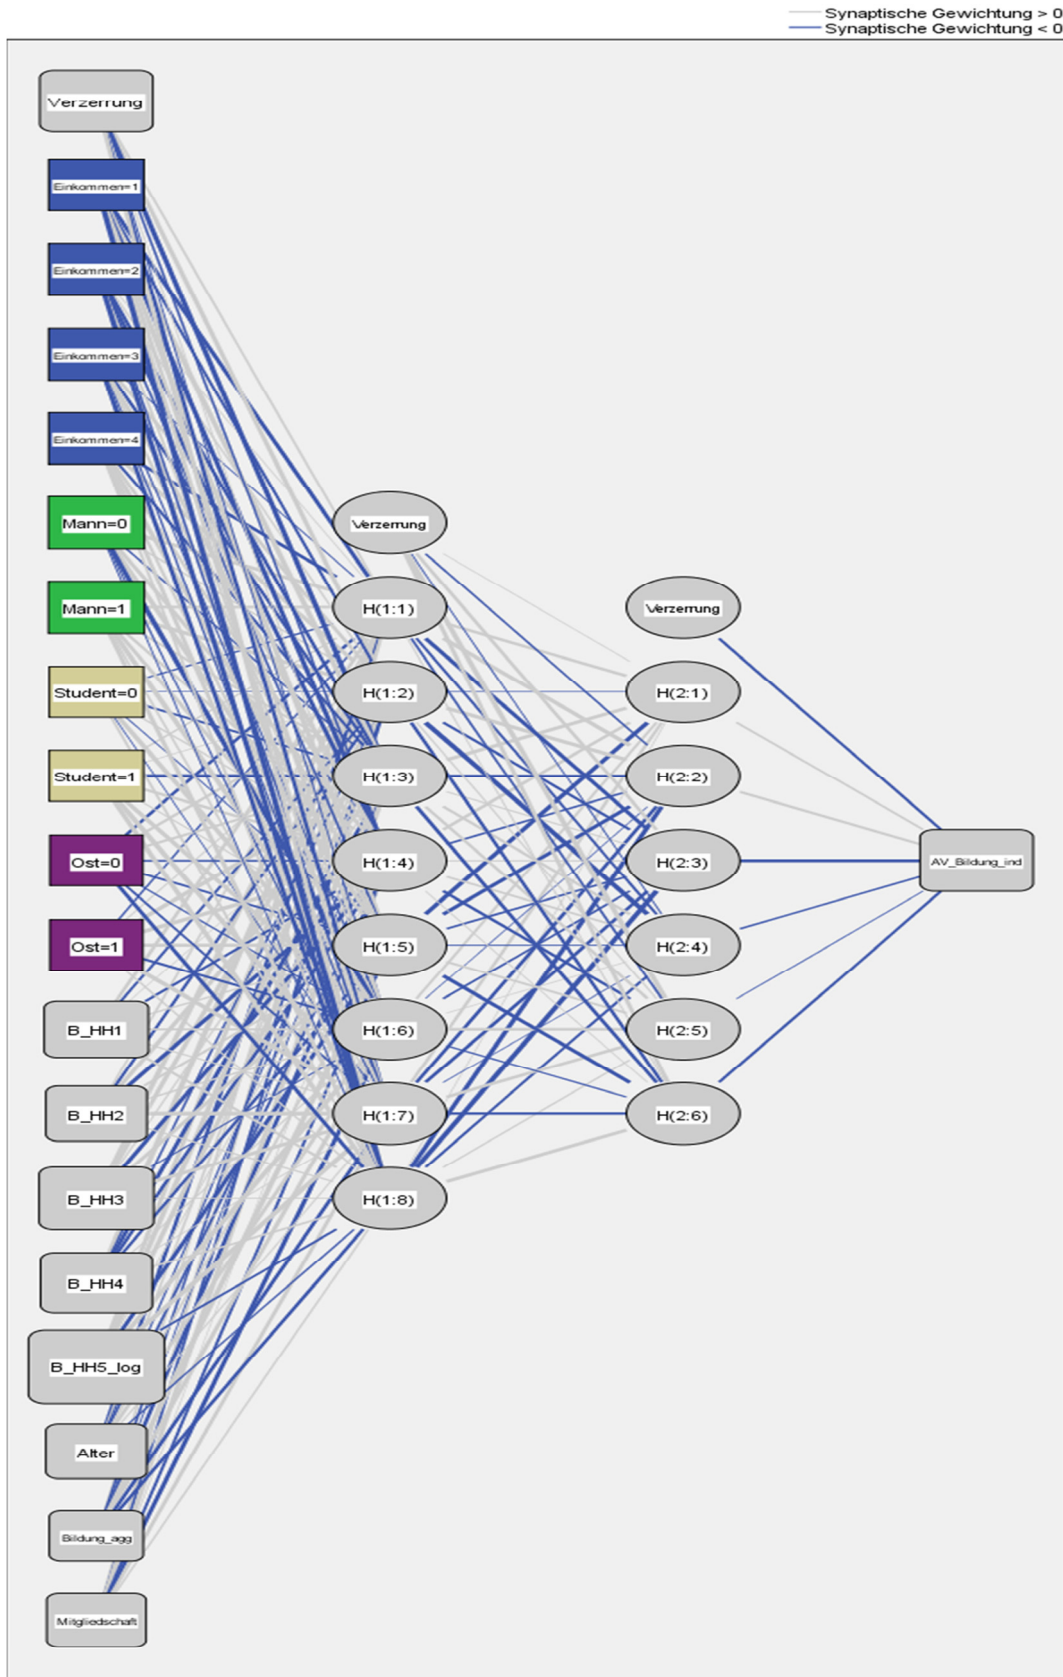 Synaptische Gewichtung > 0
Synaptische Gewichtung < 0
Verzerrung
Einkommen=1
Einkommen=2
Einkommen=3
Einkommen=4
Mann=0
Mann=1
Student=0
Student=1
Ost=0
Ost=1
B_HH1
B_HH2
B_HH3
B_HH4
B_HH5_log
Alter
Bildung_agg
Mitgliedschaft
Verzerrung
H(1:1)
H(1:2)
H(1:3)
H(1:4)
H(1:5)
H(1:6)
H(1:7)
H(1:8)
Verzerrung
H(2:1)
H(2:2)
H(2:3)
H(2:4)
H(2:5)
H(2:6)
AV_Bildung_ind